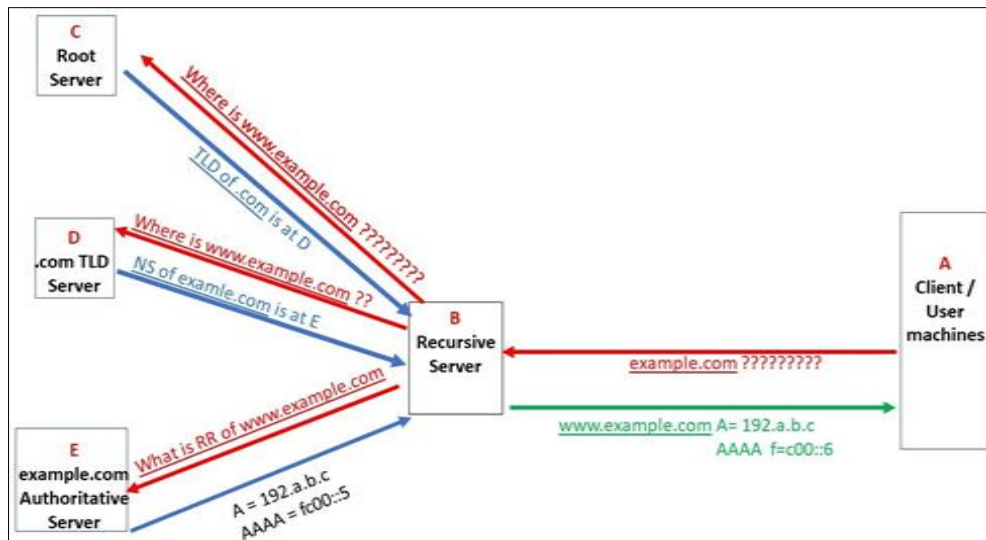 C
Root
Server
Where is www.example.com ?????????
TLD of .com is at D
D
.com TLD
Server
Where is www.example.com ??
NS of examle.com is at E
B
Recursive
Server
A
Client /
User
machines
example.com ?????????
www.example.com A= 192.a.b.c
AAAA f=c00::6
What is RR of www.example.com
E
example.com
Authoritative
Server
A = 192.a.b.c
AAAA = fc00::5